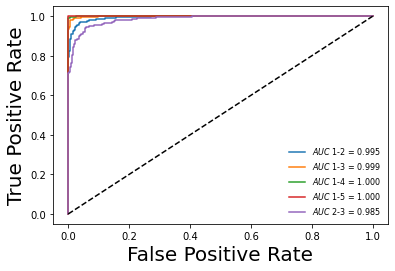 1.0
0.8
0.6
0.4
0.2
0.0
True Positive Rate
AUC 1-2 = 0.995
AUC 1-3 = 0.999
AUC 1-4 = 1.000
AUC 1-5 = 1.000
AUC 2-3 = 0.985
0.0 0.2 0.4 0.6 0.8 1.0
False Positive Rate